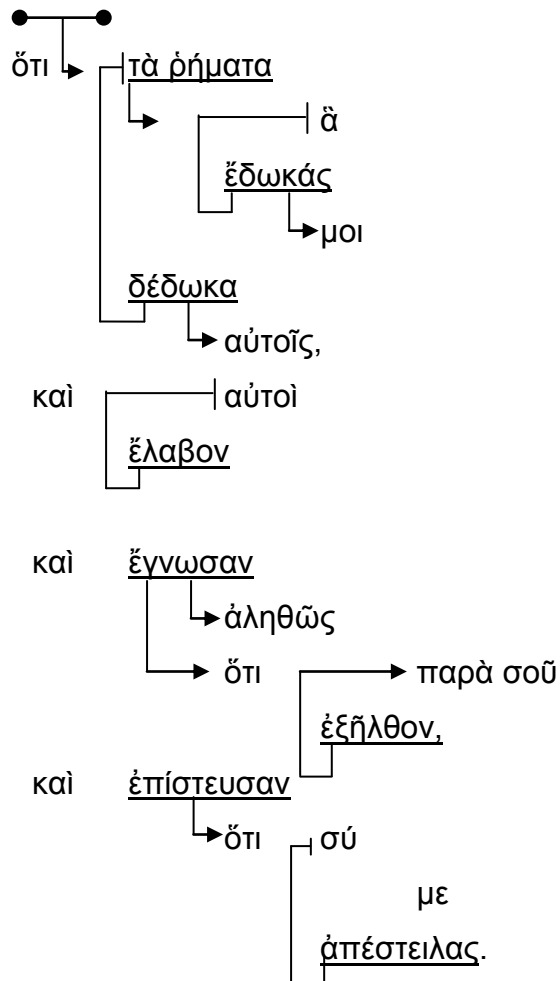 ὅτι τὰ ῥήματα
ἃ
ἔδωκάς
μοι
δέδωκα
αὐτοῖς,
καὶ αὐτοὶ
ἔλαβον
καὶ ἔγνωσαν
ἀληθῶς
ὅτι παρὰ σοῦ
ἐξῆλθον,
καὶ ἐπίστευσαν
ὅτι σύ
με
ἀπέστειλας.